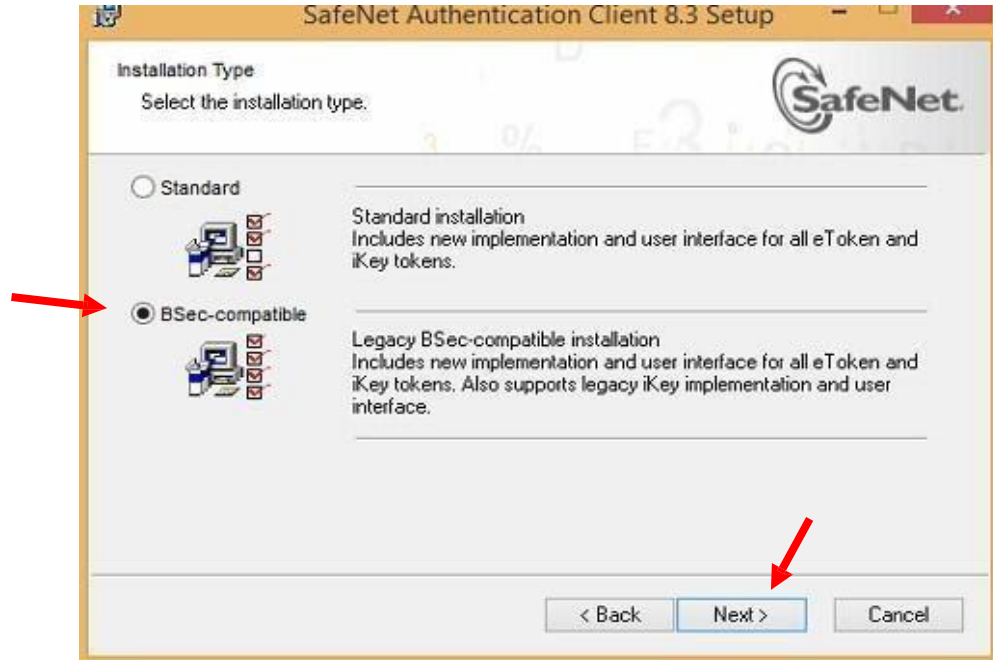 SafeNet Authentication Client 8.3 Setup
Installation Type
Select the installation type.
SafeNet.
Standard
Standard installation
Includes new implementation and user interface for all eToken and
iKey tokens.
BSec-compatible
Legacy BSec-compatible installation
Includes new implementation and user interface for all eToken and
iKey tokens. Also supports legacy iKey implementation and user
interface.
< Back
Next >
Cancel